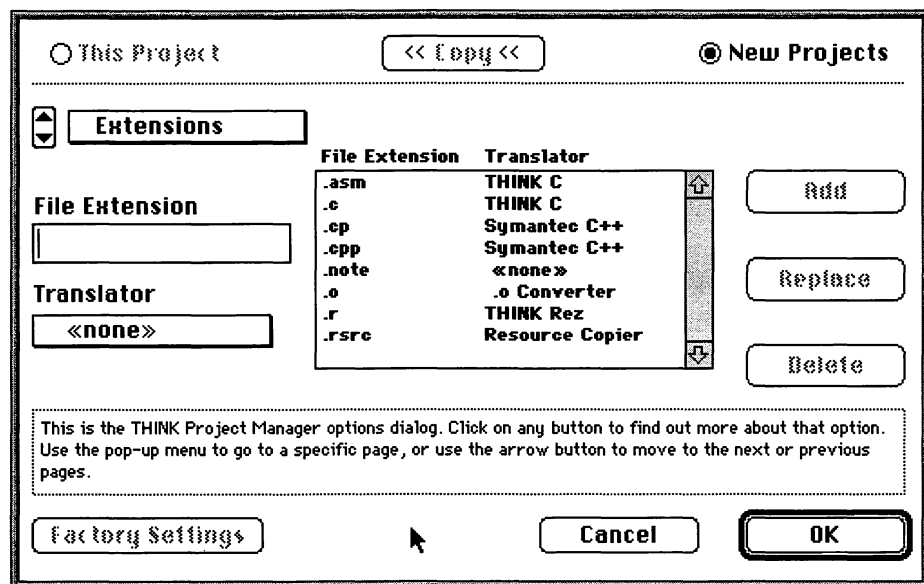 This Project
<< Copy <<
New Projects
Extensions
File Extension Translator
.asm THINK C
.c THINK C
.cp Symantec C++
.cpp Symantec C++
.note «none»
.o .o Converter
.r THINK Rez
.rsrc Resource Copier
File Extension
Translator
«none»
Add
Replace
Delete
This is the THINK Project Manager options dialog. Click on any button to find out more about that option.
Use the pop-up menu to go to a specific page, or use the arrow button to move to the next or previous
pages.
Factory Settings
Cancel
OK